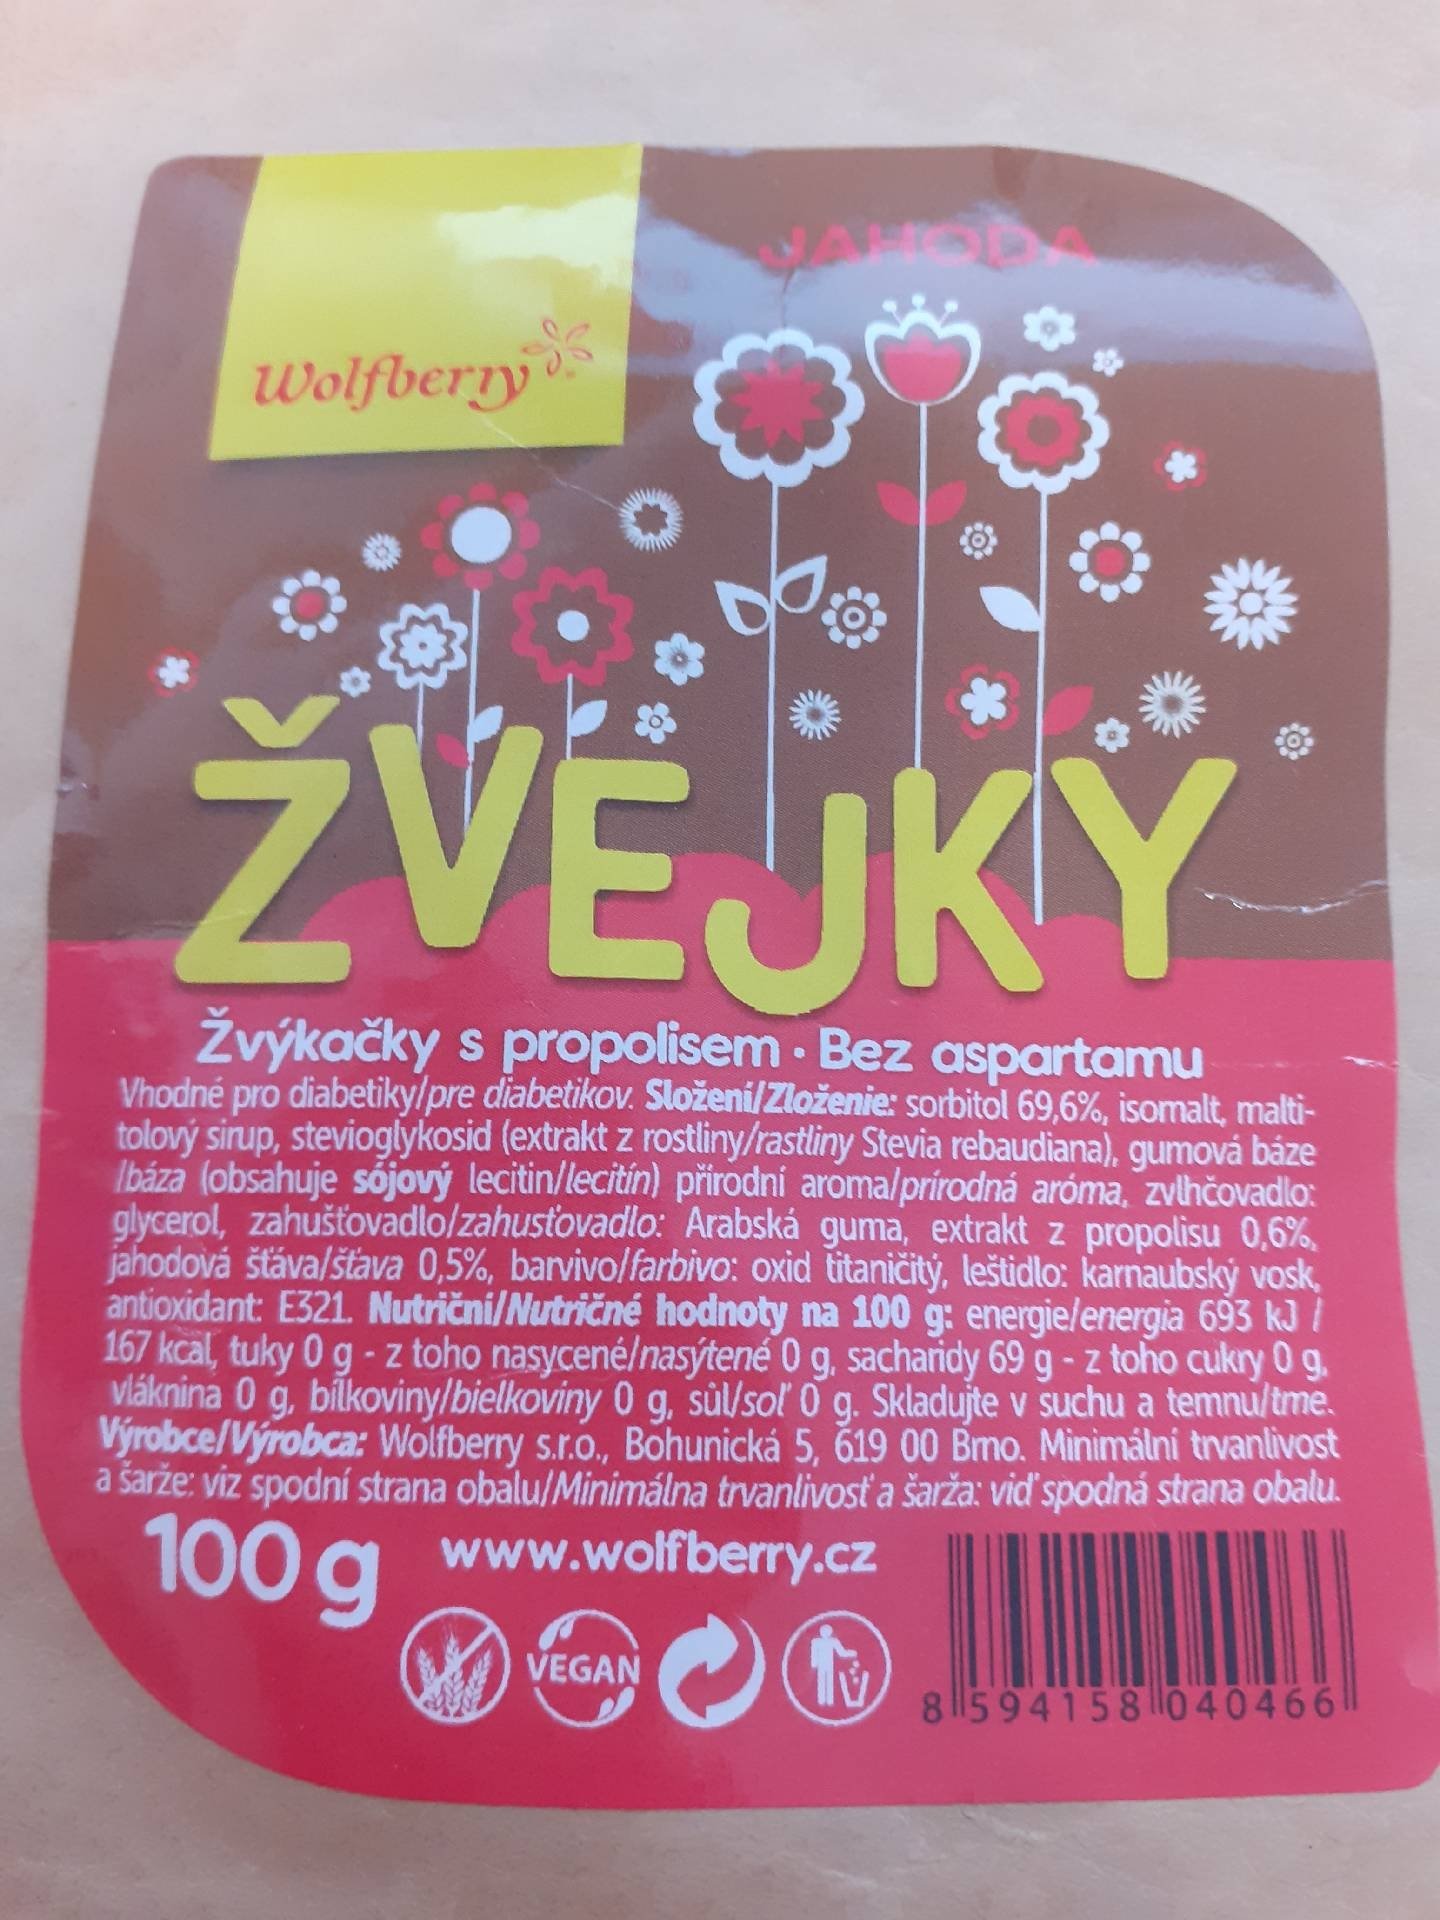 Wolfberry
JAHODA
ŽVEJKY
Žvýkačky s propolisem · Bez aspartamu
Vhodné pro diabetiky/pre diabetikov. Složení/Zloženie: sorbitol 69,6%, isomalt, malti-
tolový sirup, stevioglykosid (extrakt z rostliny/rastliny Stevia rebaudiana), gumová báze
/báza (obsahuje sójový lecitin/lecitín) přírodní aroma/prírodná aróma, zvlhčovadlo:
glycerol, zahušťovadlo/zahusťovadlo: Arabská guma, extrakt z propolisu 0,6%,
jahodová šťáva/šťava 0,5%, barvivo/farbivo: oxid titaničitý, leštidlo: karnaubský vosk,
antioxidant: E321. Nutriční/Nutričné hodnoty na 100 g: energie/energia 693 kJ /
167 kcal, tuky 0 g - z toho nasycené/nasýtené 0 g, sacharidy 69 g - z toho cukry 0 g,
vláknina 0 g, bílkoviny/bielkoviny 0 g, sůl/soľ 0 g. Skladujte v suchu a temnu/tme.
Výrobce/Výrobca: Wolfberry s.r.o., Bohunická 5, 619 00 Brno. Minimální trvanlivost
a šarže: viz spodní strana obalu/Minimálna trvanlivosť a šarža: viď spodná strana obalu.
100 g
www.wolfberry.cz
VEGAN
8 594158 040466